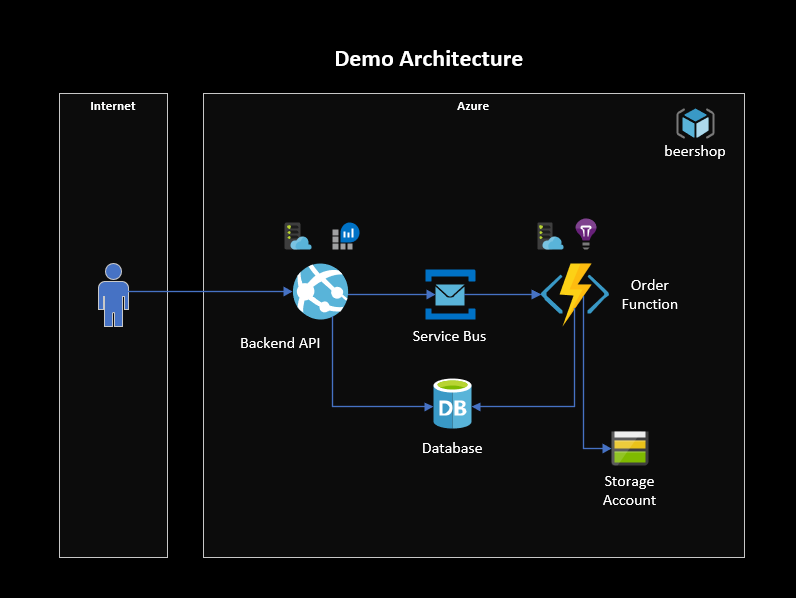 Demo Architecture
Internet
Azure
beershop
Order
Function
Backend API
Service Bus
DB
Database
Storage
Account